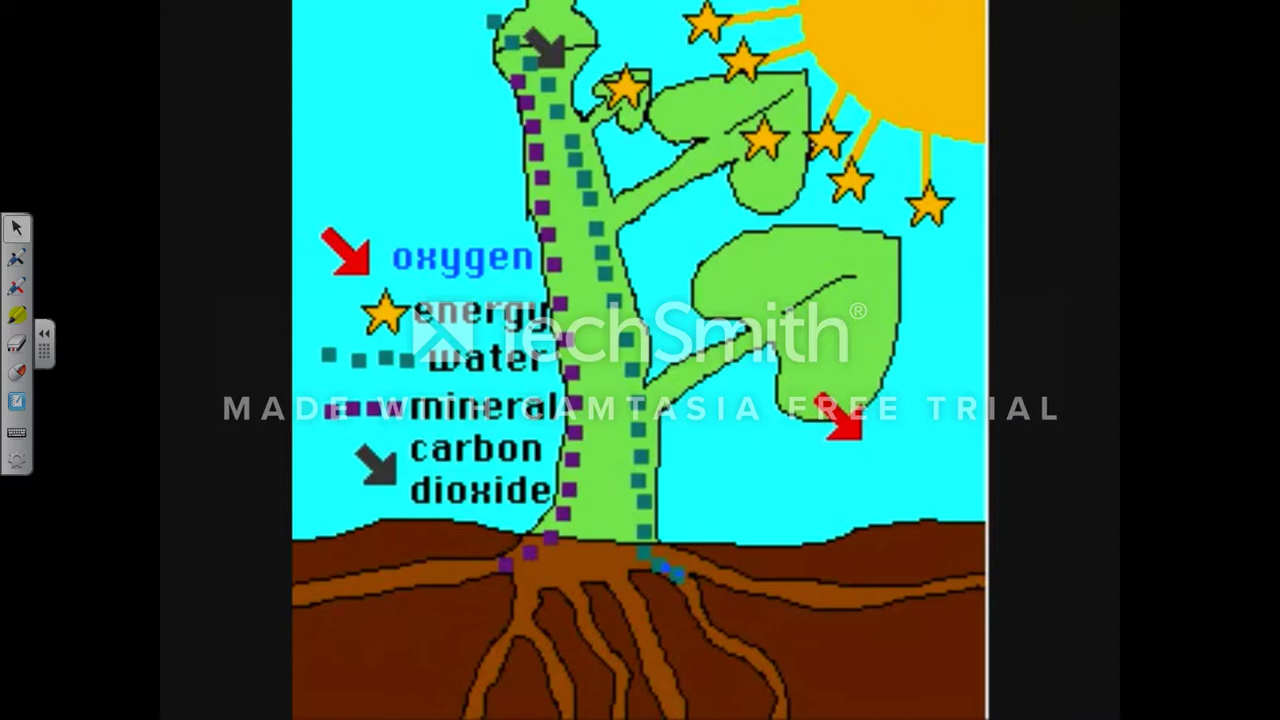 oxygen
energy
TechSmith®
water
mineral
MADE WITH CAMTASIA FREE TRIAL
carbon
dioxide